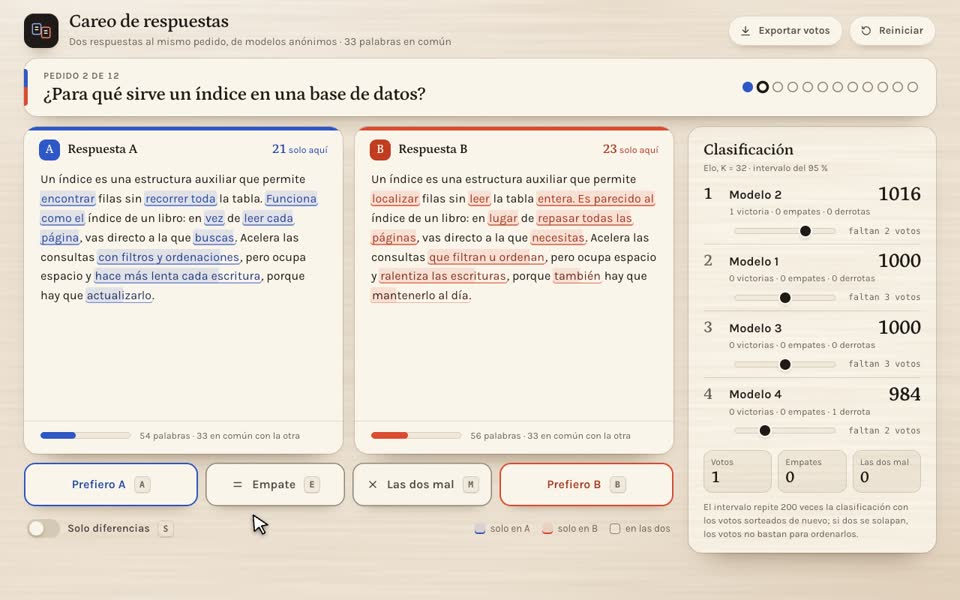 Careo de respuestas
Dos respuestas al mismo pedido, de modelos anónimos · 33 palabras en común
Exportar votos
Reiniciar
PEDIDO 2 DE 12
¿Para qué sirve un índice en una base de datos?
A Respuesta A 21 solo aquí
Un índice es una estructura auxiliar que permite
encontrar filas sin recorrer toda la tabla. Funciona
como el índice de un libro: en vez de leer cada
página, vas directo a la que buscas. Acelera las
consultas con filtros y ordenaciones, pero ocupa
espacio y hace más lenta cada escritura, porque
hay que actualizarlo.
54 palabras · 33 en común con la otra
B Respuesta B 23 solo aquí
Un índice es una estructura auxiliar que permite
localizar filas sin leer la tabla entera. Es parecido al
índice de un libro: en lugar de repasar todas las
páginas, vas directo a la que necesitas. Acelera las
consultas que filtran u ordenan, pero ocupa espacio
y ralentiza las escrituras, porque también hay que
mantenerlo al día.
56 palabras · 33 en común con la otra
Prefiero A A
= Empate E
× Las dos mal M
Prefiero B B
Solo diferencias S
solo en A
solo en B
en las dos
Clasificación
Elo, K = 32 · intervalo del 95 %
1 Modelo 2 1016
1 victoria · 0 empates · 0 derrotas
faltan 2 votos
2 Modelo 1 1000
0 victorias · 0 empates · 0 derrotas
faltan 3 votos
3 Modelo 3 1000
0 victorias · 0 empates · 0 derrotas
faltan 3 votos
4 Modelo 4 984
0 victorias · 0 empates · 1 derrota
faltan 2 votos
Votos
1
Empates
0
Las dos mal
0
El intervalo repite 200 veces la clasificación con
los votos sorteados de nuevo; si dos se solapan,
los votos no bastan para ordenarlos.